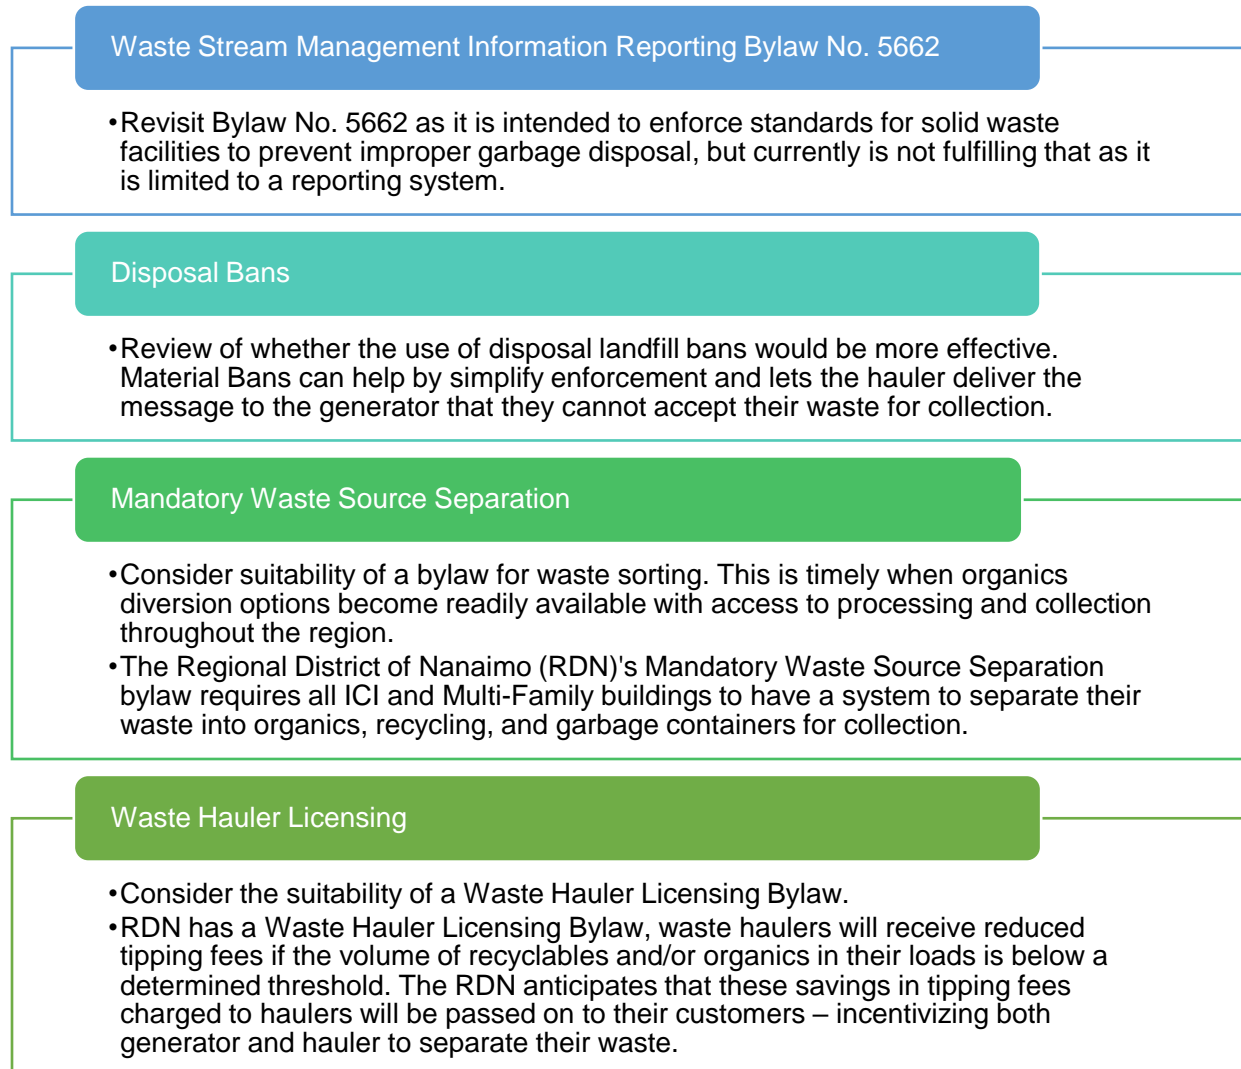 Waste Stream Management Information Reporting Bylaw No. 5662
•Revisit Bylaw No. 5662 as it is intended to enforce standards for solid waste
facilities to prevent improper garbage disposal, but currently is not fulfilling that as it
is limited to a reporting system.
Disposal Bans
•Review of whether the use of disposal landfill bans would be more effective.
Material Bans can help by simplify enforcement and lets the hauler deliver the
message to the generator that they cannot accept their waste for collection.
Mandatory Waste Source Separation
•Consider suitability of a bylaw for waste sorting. This is timely when organics
diversion options become readily available with access to processing and collection
throughout the region.
•The Regional District of Nanaimo (RDN)'s Mandatory Waste Source Separation
bylaw requires all ICI and Multi-Family buildings to have a system to separate their
waste into organics, recycling, and garbage containers for collection.
Waste Hauler Licensing
•Consider the suitability of a Waste Hauler Licensing Bylaw.
•RDN has a Waste Hauler Licensing Bylaw, waste haulers will receive reduced
tipping fees if the volume of recyclables and/or organics in their loads is below a
determined threshold. The RDN anticipates that these savings in tipping fees
charged to haulers will be passed on to their customers – incentivizing both
generator and hauler to separate their waste.